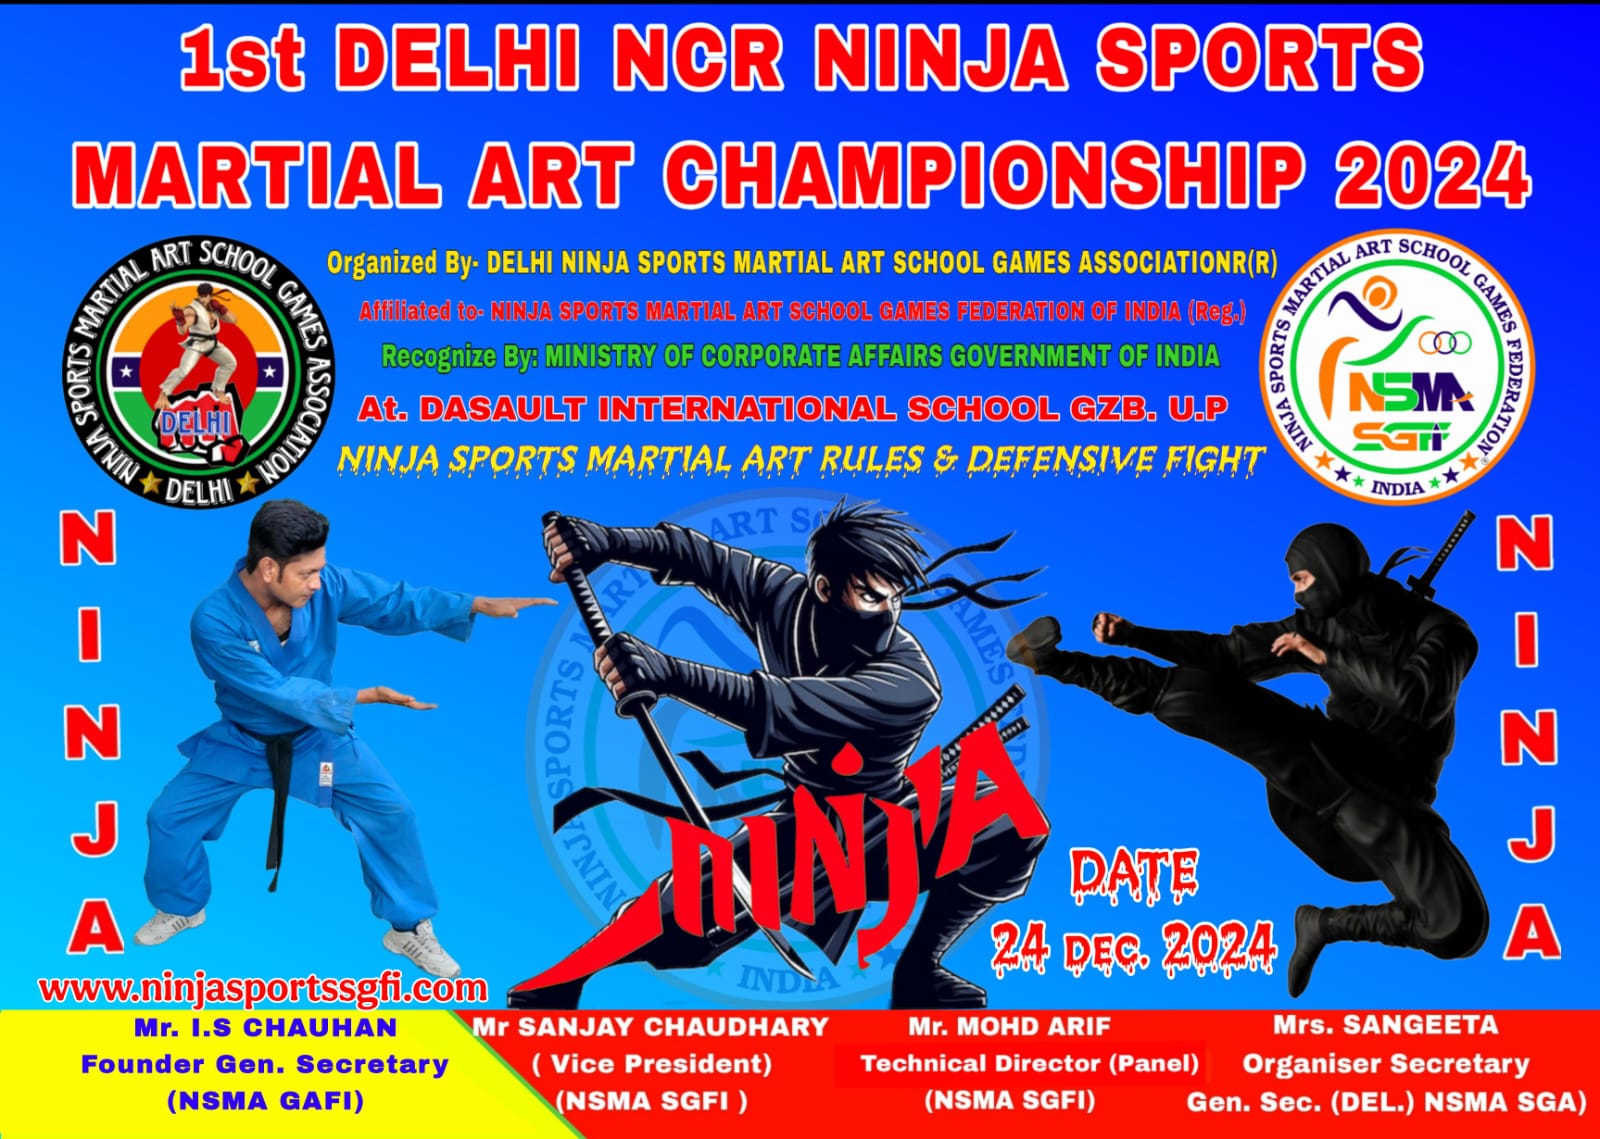 1st DELHI NCR NINJA SPORTS
MARTIAL ART CHAMPIONSHIP 2024
Organized By- DELHI NINJA SPORTS MARTIAL ART SCHOOL GAMES ASSOCIATIONR(R)
Affiliated to- NINJA SPORTS MARTIAL ART SCHOOL GAMES FEDERATION OF INDIA (Reg.)
Recognize By: MINISTRY OF CORPORATE AFFAIRS GOVERNMENT OF INDIA
At. DASAULT INTERNATIONAL SCHOOL GZB. U.P
NINJA SPORTS MARTIAL ART RULES & DEFENSIVE FIGHT
NINJA SPORTS MARTIAL ART SCHOOL GAMES ASSOCIATION
DELHI
DELHI
NINJA SPORTS MARTIAL ART SCHOOL GAMES FEDERATION
NSMA
SGFI
INDIA
NINJA
NINJA
NINJA
INDIA
DATE
24 DEC. 2024
www.ninjasportssgfi.com
Mr. I.S CHAUHAN
Founder Gen. Secretary
(NSMA GAFI)
Mr SANJAY CHAUDHARY
( Vice President)
(NSMA SGFI )
Mr. MOHD ARIF
Technical Director (Panel)
(NSMA SGFI)
Mrs. SANGEETA
Organiser Secretary
Gen. Sec. (DEL.) NSMA SGA)